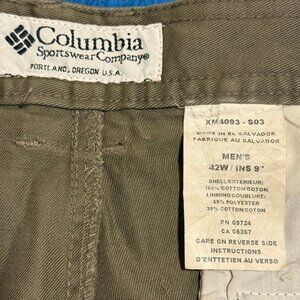 Columbia
Sportswear Company®
PORTLAND, OREGON U.S.A.
XM4093 - S03
MADE IN EL SALVADOR
FABRIQUE AU SALVADOR
MEN'S
42W / INS 9"
SHELL/EXTERIEUR:
100% COTTON/COTON
LINNING/DOUBLURE:
65% POLYESTER
35% COTTON/COTON
RN 69724
CA 05367
CARE ON REVERSE SIDE
INSTRUCTIONS
D'ENTRETIEN AU VERSO